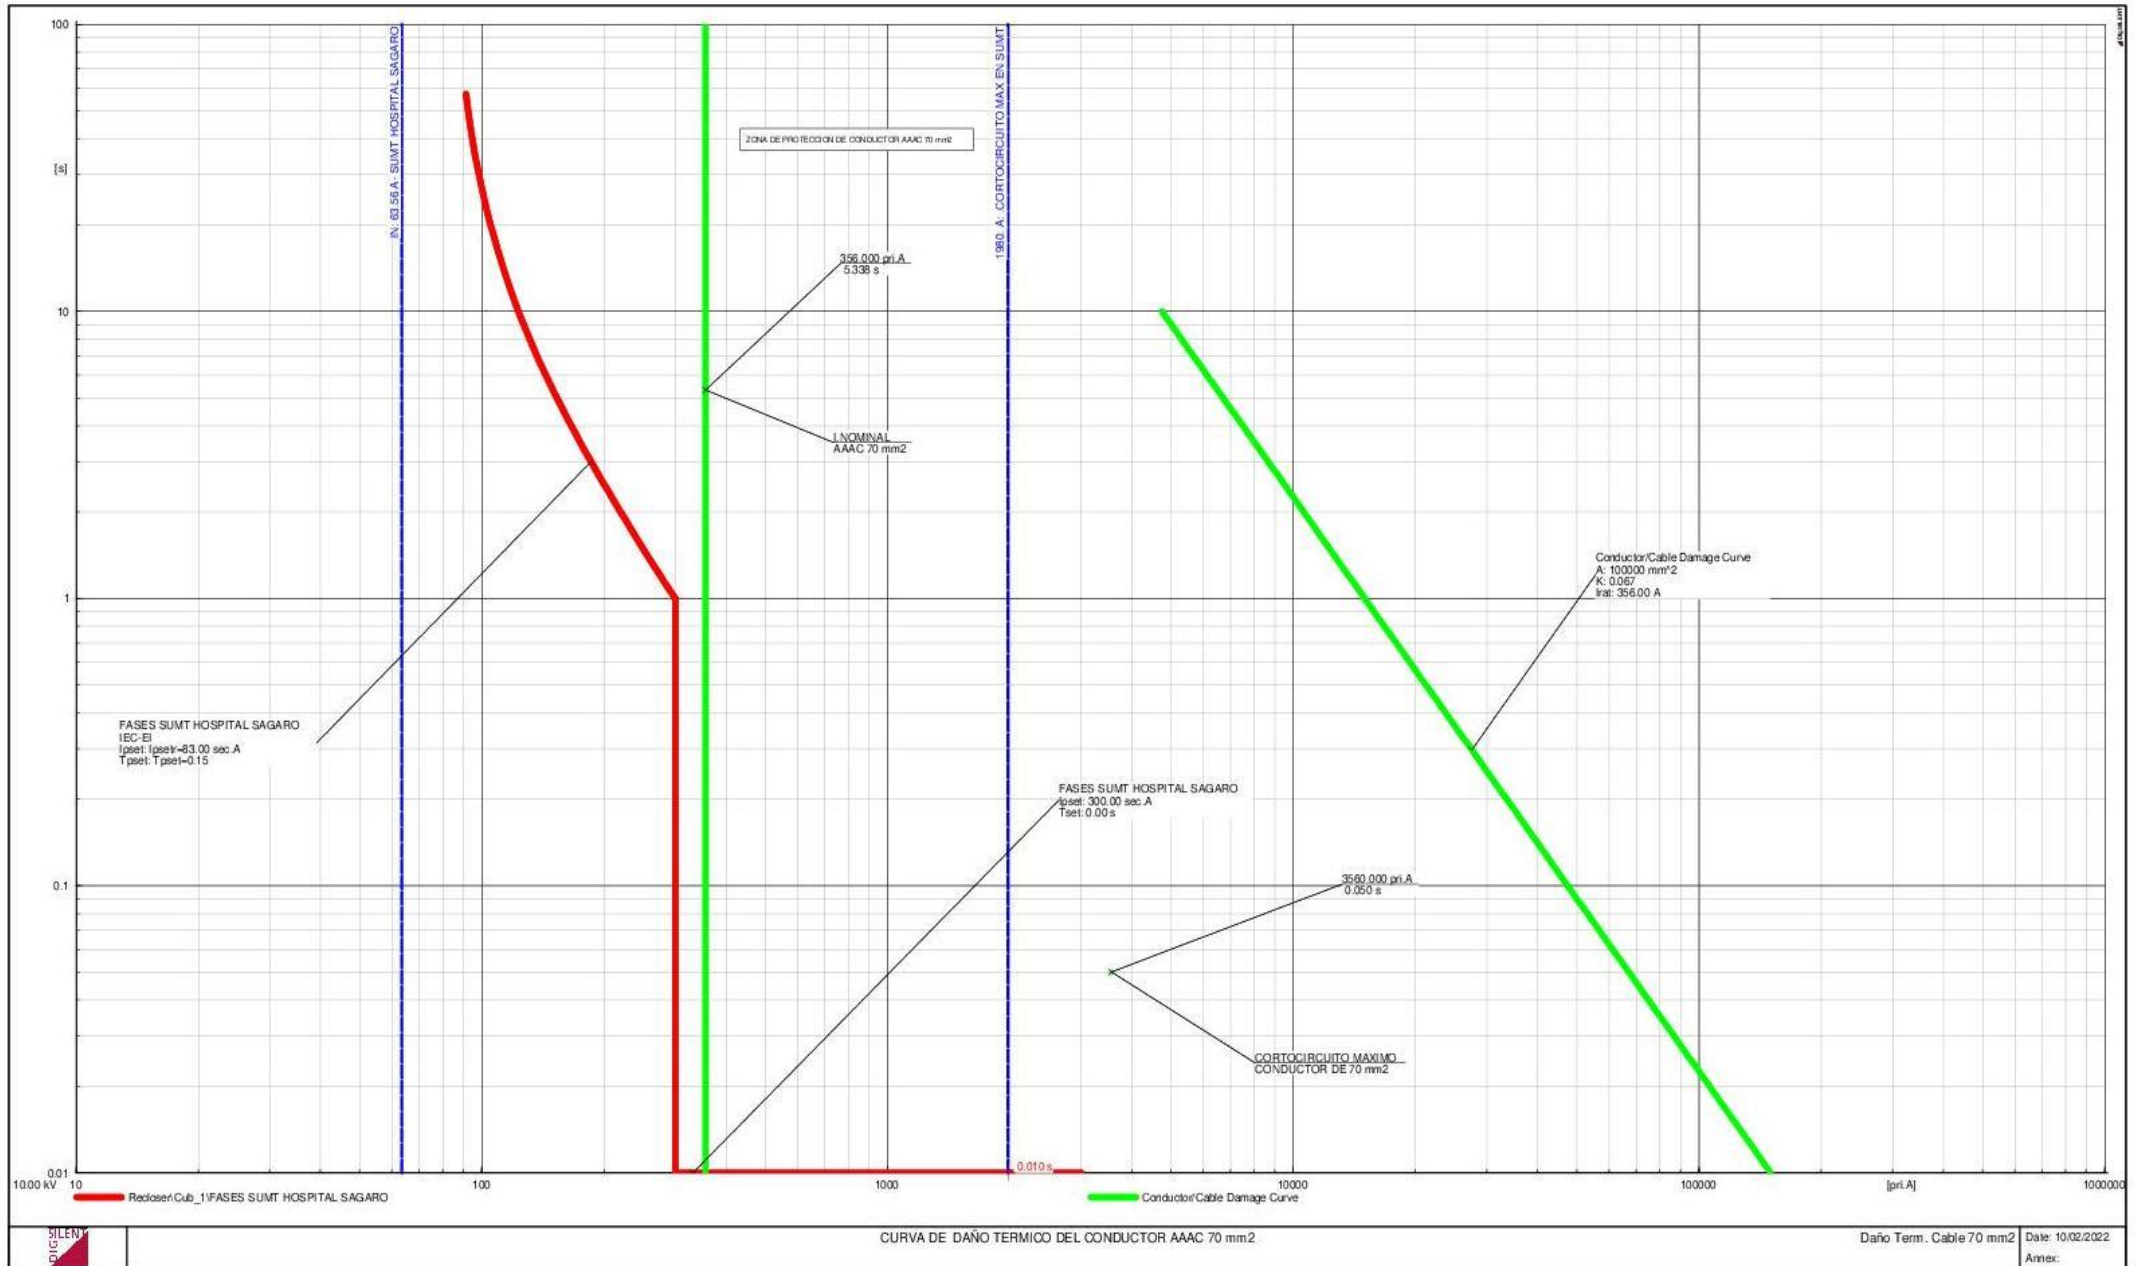 DIgSILENT
100
[s]
10
1
0.1
0.01
IN: 63.56 A - SUMT HOSPITAL SAGARO
ZONA DE PROTECCION DE CONDUCTOR AAAC 70 mm2
1980. A: .CORTOCIRCUITO MAX EN SUMT
356.000 pri.A
5.338 s
I.NOMINAL
AAAC 70 mm2
Conductor/Cable Damage Curve
A: 100000 mm^2
K: 0.067
Irat: 356.00 A
FASES SUMT HOSPITAL SAGARO
IEC-EI
Ipset: Ipsetr=83.00 sec.A
Tpset: Tpset=0.15
FASES SUMT HOSPITAL SAGARO
Ipset: 300.00 sec.A
Tset: 0.00 s
3560.000 pri.A
0.050 s
CORTOCIRCUITO MAXIMO
CONDUCTOR DE 70 mm2
0.010 s
10.00 kV
10
100
1000
10000
100000
[pri.A]
1000000
Recloser\Cub_1\FASES SUMT HOSPITAL SAGARO
Conductor/Cable Damage Curve
DIgSILENT
CURVA DE DAÑO TERMICO DEL CONDUCTOR AAAC 70 mm2
Daño Term. Cable 70 mm2
Date: 10/02/2022
Annex: